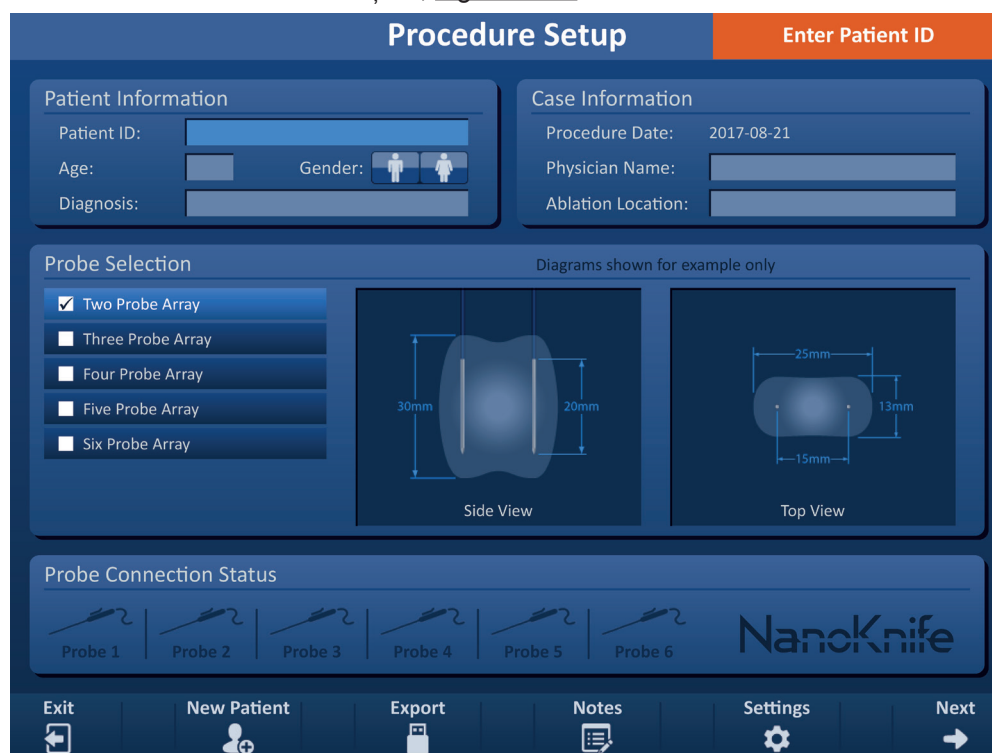 Procedure Setup
Enter Patient ID
Patient Information
Patient ID:
Age:
Gender:
Diagnosis:
Case Information
Procedure Date: 2017-08-21
Physician Name:
Ablation Location:
Probe Selection
Diagrams shown for example only
Two Probe Array
Three Probe Array
Four Probe Array
Five Probe Array
Six Probe Array
30mm
20mm
Side View
25mm
13mm
15mm
Top View
Probe Connection Status
Probe 1
Probe 2
Probe 3
Probe 4
Probe 5
Probe 6
NanoKnife
Exit
New Patient
Export
Notes
Settings
Next